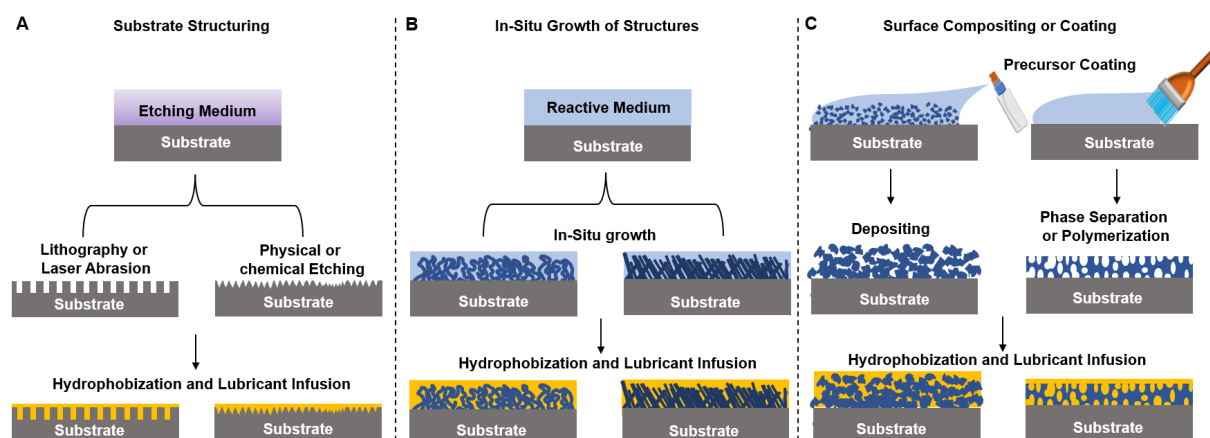 A
Substrate Structuring
Etching Medium
Substrate
Lithography or
Laser Abrasion
Physical or
chemical Etching
Substrate
Substrate
Hydrophobization and Lubricant Infusion
Substrate
Substrate
B
In-Situ Growth of Structures
Reactive Medium
Substrate
In-Situ growth
Substrate
Substrate
Hydrophobization and Lubricant Infusion
Substrate
Substrate
C
Surface Compositing or Coating
Precursor Coating
Substrate
Substrate
Depositing
Phase Separation
or Polymerization
Substrate
Substrate
Hydrophobization and Lubricant Infusion
Substrate
Substrate